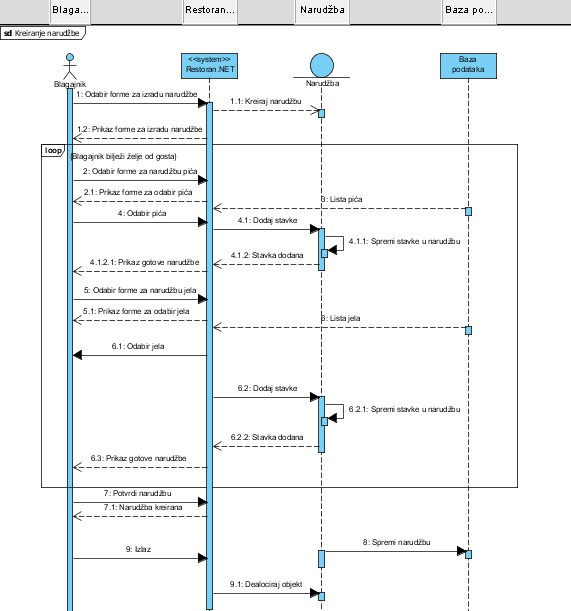 Blaga...
Restoran...
Narudžba
Baza po...
sd Kreiranje narudžbe
<<system>>
Restoran.NET
Baza
podataka
Blagajnik
Narudžba
1: Odabir forme za izradu narudžbe
1.1: Kreiraj narudžbu
1.2: Prikaz forme za izradu narudžbe
loop
(Blagajnik bilježi želje od gosta)
2: Odabir forme za narudžbu pića
2.1: Prikaz forme za odabir pića
3: Lista pića
4: Odabir pića
4.1: Dodaj stavke
4.1.1: Spremi stavke u narudžbu
4.1.2: Stavka dodana
4.1.2.1: Prikaz gotove narudžbe
5: Odabir forme za narudžbu jela
5.1: Prikaz forme za odabir jela
6: Lista jela
6.1: Odabir jela
6.2: Dodaj stavke
6.2.1: Spremi stavke u narudžbu
6.2.2: Stavka dodana
6.3: Prikaz gotove narudžbe
7: Potvrdi narudžbu
7.1: Narudžba kreirana
8: Spremi narudžbu
9: Izlaz
9.1: Dealociraj objekt